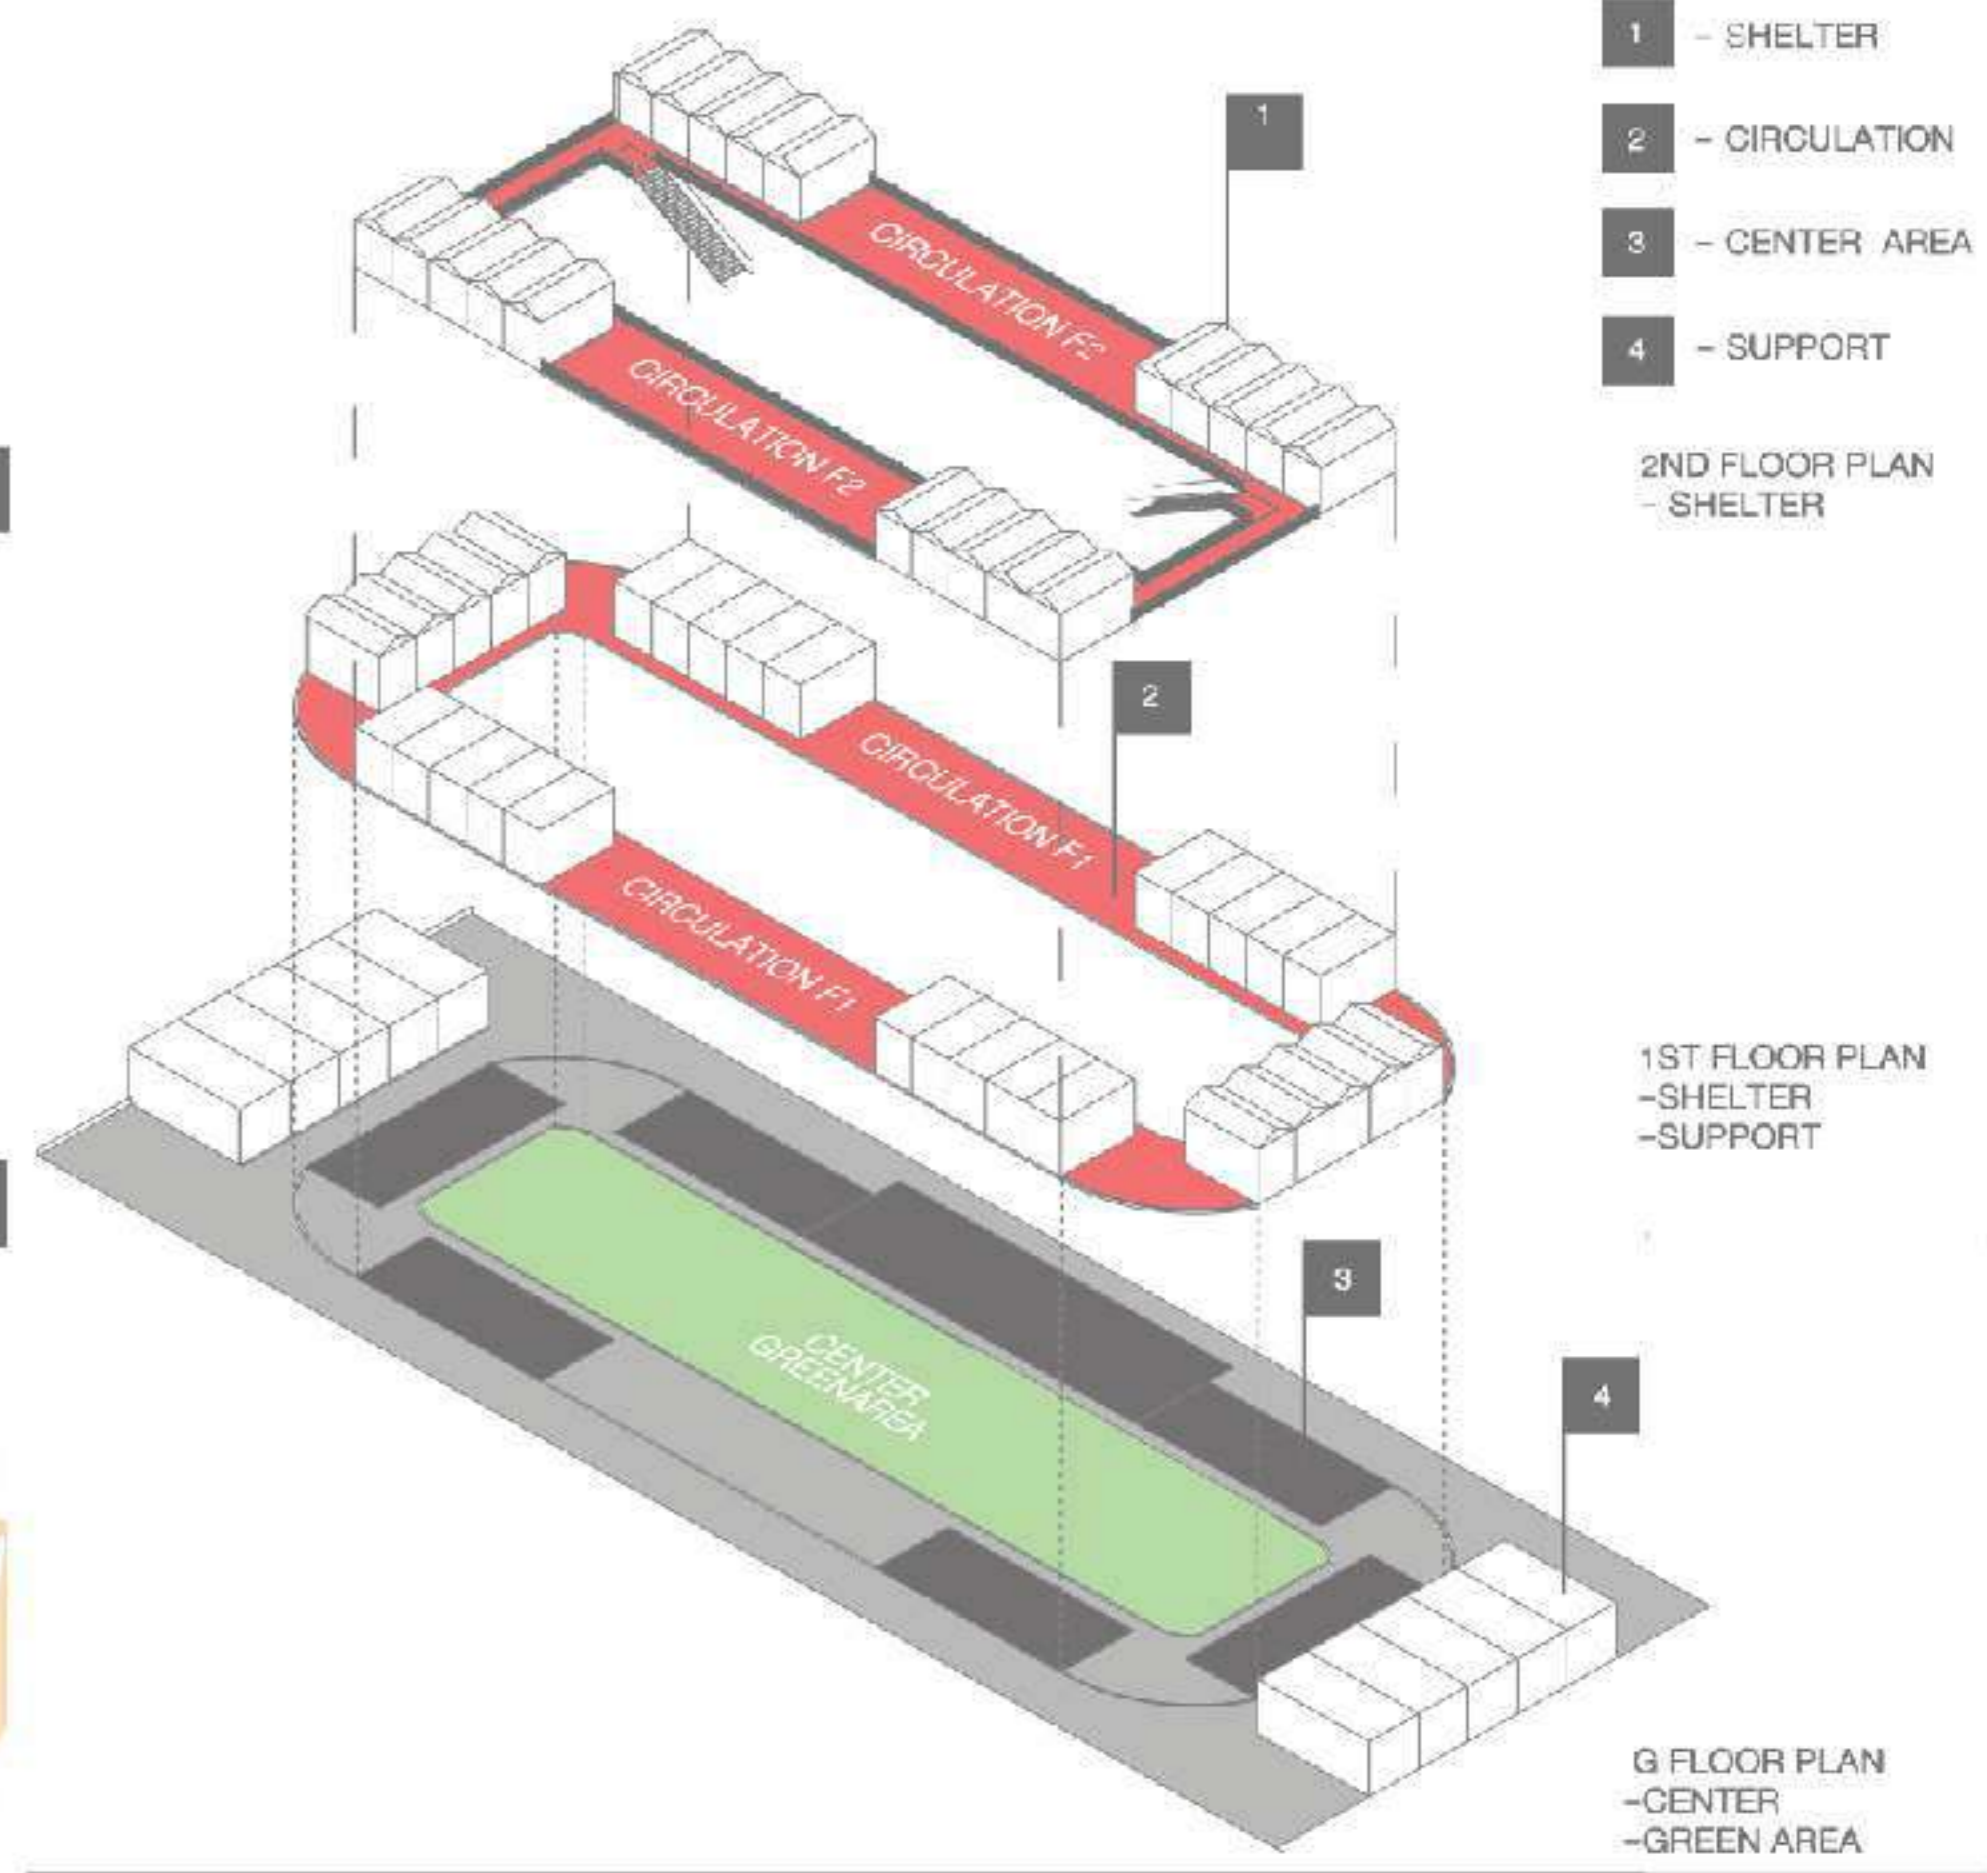 1 - SHELTER
2 - CIRCULATION
3 - CENTER AREA
4 - SUPPORT
1
CIRCULATION F2
CIRCULATION F2
2ND FLOOR PLAN
- SHELTER
2
CIRCULATION F1
CIRCULATION F1
1ST FLOOR PLAN
-SHELTER
-SUPPORT
3
4
CENTER
GREENAREA
G FLOOR PLAN
-CENTER
-GREEN AREA